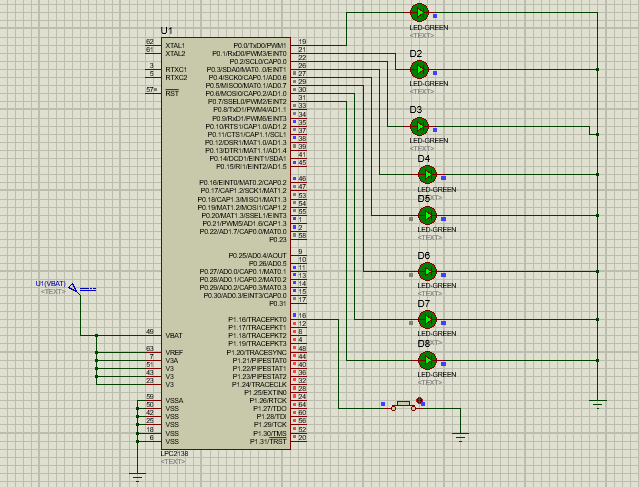 U1
62 XTAL1 P0.0/TxD0/PWM1 19
61 XTAL2 P0.1/RxD0/PWM3/EINT0 21
P0.2/SCL0/CAP0.0 22
3 RTXC1 P0.3/SDA0/MAT0.0/EINT1 26
5 RTXC2 P0.4/SCK0/CAP0.1/AD0.6 27
P0.5/MISO0/MAT0.1/AD0.7 29
57 RST P0.6/MOSI0/CAP0.2/AD1.0 30
P0.7/SSEL0/PWM2/EINT2 31
P0.8/TxD1/PWM4/AD1.1 33
P0.9/RxD1/PWM6/EINT3 34
P0.10/RTS1/CAP1.0/AD1.2 35
P0.11/CTS1/CAP1.1/SCL1 37
P0.12/DSR1/MAT1.0/AD1.3 38
P0.13/DTR1/MAT1.1/AD1.4 39
P0.14/DCD1/EINT1/SDA1 41
P0.15/RI1/EINT2/AD1.5 45
P0.16/EINT0/MAT0.2/CAP0.2 46
P0.17/CAP1.2/SCK1/MAT1.2 47
P0.18/CAP1.3/MISO1/MAT1.3 53
P0.19/MAT1.2/MOSI1/CAP1.2 54
P0.20/MAT1.3/SSEL1/EINT3 55
P0.21/PWM5/AD1.6/CAP1.3 1
P0.22/AD1.7/CAP0.0/MAT0.0 2
P0.23 58
P0.25/AD0.4/AOUT 9
P0.26/AD0.5 10
P0.27/AD0.0/CAP0.1/MAT0.1 11
P0.28/AD0.1/CAP0.2/MAT0.2 13
P0.29/AD0.2/CAP0.3/MAT0.3 14
P0.30/AD0.3/EINT3/CAP0.0 15
P0.31 17
U1(VBAT)
<TEXT>
P1.16/TRACEPKT0 16
P1.17/TRACEPKT1 12
49 VBAT P1.18/TRACEPKT2 8
P1.19/TRACEPKT3 4
63 VREF P1.20/TRACESYNC 48
7 V3A P1.21/PIPESTAT0 44
51 V3 P1.22/PIPESTAT1 40
43 V3 P1.23/PIPESTAT2 36
23 V3 P1.24/TRACECLK 32
P1.25/EXTIN0 28
59 VSSA P1.26/RTCK 24
50 VSS P1.27/TDO 64
42 VSS P1.28/TDI 60
25 VSS P1.29/TCK 56
18 VSS P1.30/TMS 52
6 VSS P1.31/TRST 20
LPC2138
<TEXT>
LED-GREEN
<TEXT>
D2
LED-GREEN
<TEXT>
D3
LED-GREEN
<TEXT>
D4
LED-GREEN
<TEXT>
D5
LED-GREEN
<TEXT>
D6
LED-GREEN
<TEXT>
D7
LED-GREEN
<TEXT>
D8
LED-GREEN
<TEXT>